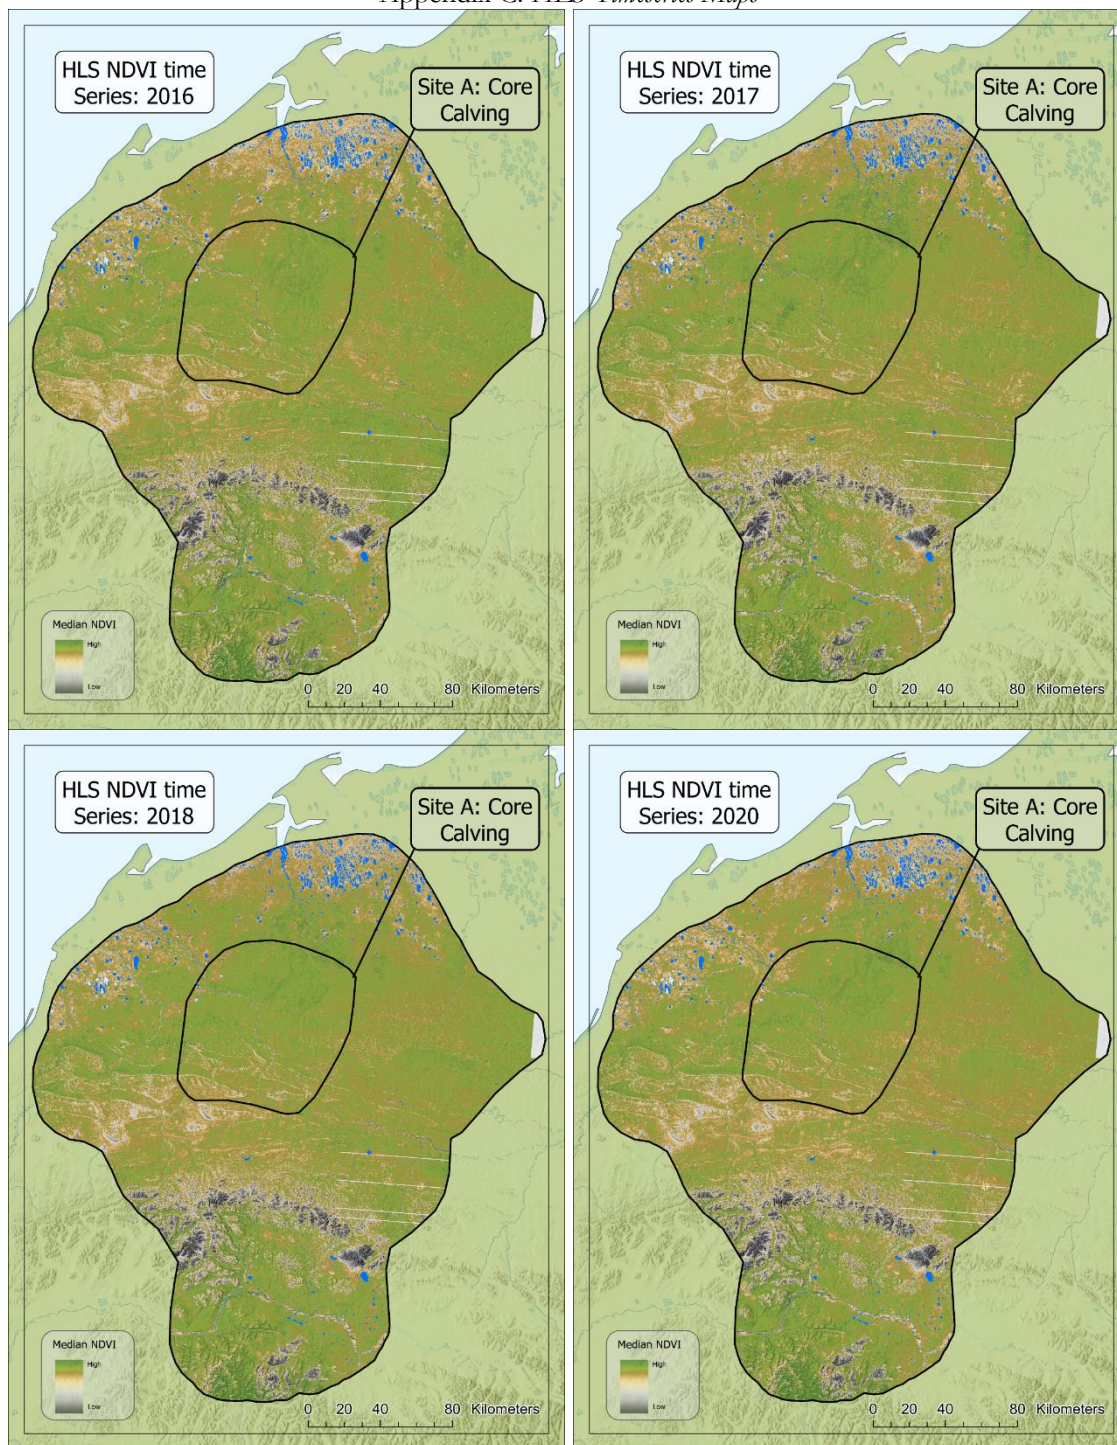 Appendix C: HLS Timeseries Maps
HLS NDVI time
Series: 2016
Site A: Core
Calving
Median NDVI
High
Low
0 20 40 80 Kilometers
HLS NDVI time
Series: 2017
Site A: Core
Calving
Median NDVI
High
Low
0 20 40 80 Kilometers
HLS NDVI time
Series: 2018
Site A: Core
Calving
Median NDVI
High
Low
0 20 40 80 Kilometers
HLS NDVI time
Series: 2020
Site A: Core
Calving
Median NDVI
High
Low
0 20 40 80 Kilometers